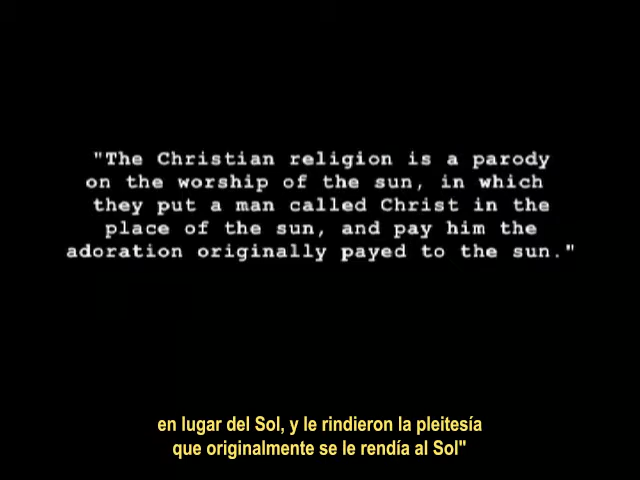 "The Christian religion is a parody
on the worship of the sun, in which
they put a man called Christ in the
place of the sun, and pay him the
adoration originally payed to the sun."
en lugar del Sol, y le rindieron la pleitesía
que originalmente se le rendía al Sol"